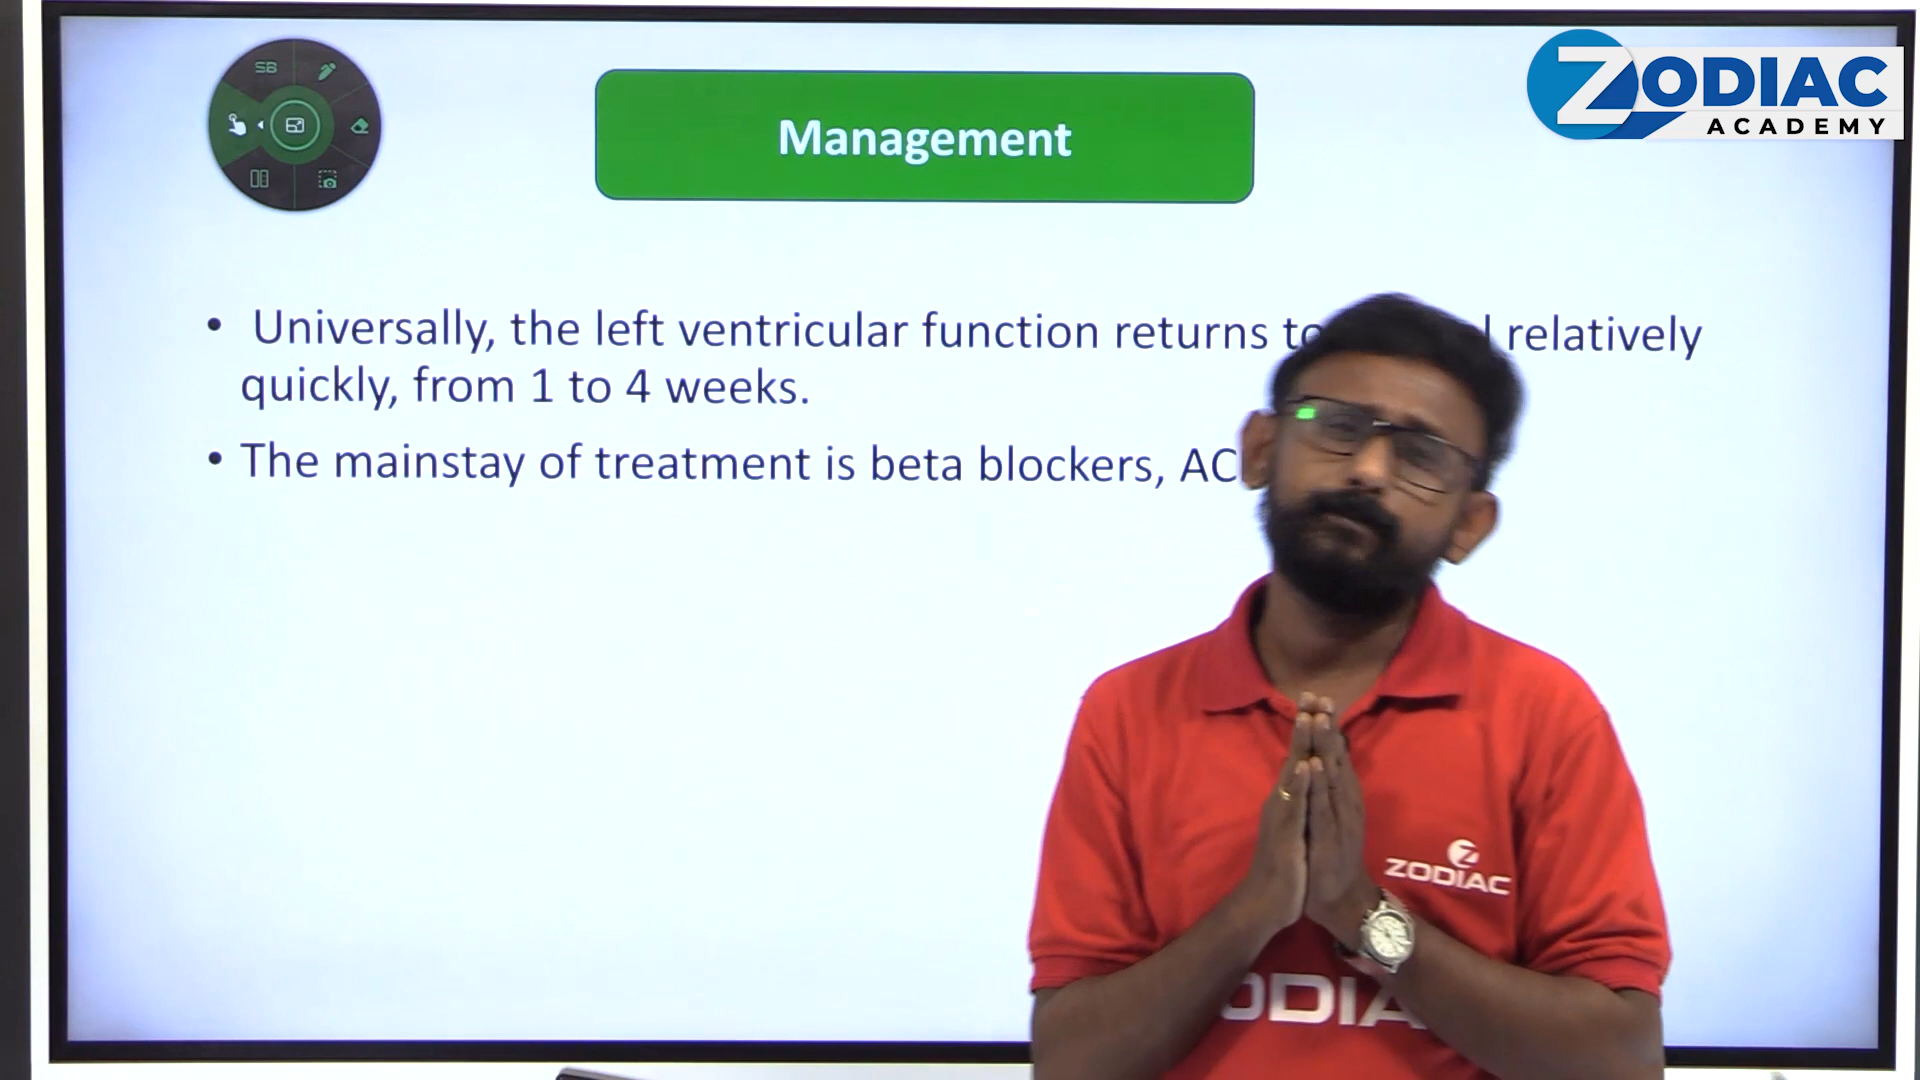 SB
ZODIAC
ACADEMY
Management
• Universally, the left ventricular function returns to relatively
quickly, from 1 to 4 weeks.
• The mainstay of treatment is beta blockers,
ZODIAC